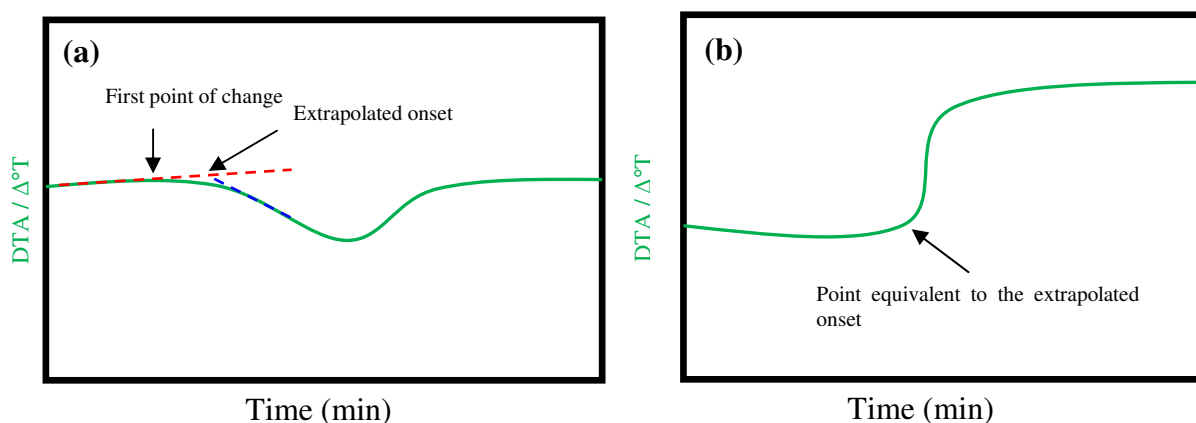 (a)
First point of change
Extrapolated onset
DTA / Δ°T
Time (min)
(b)
DTA / Δ°T
Point equivalent to the extrapolated
onset
Time (min)